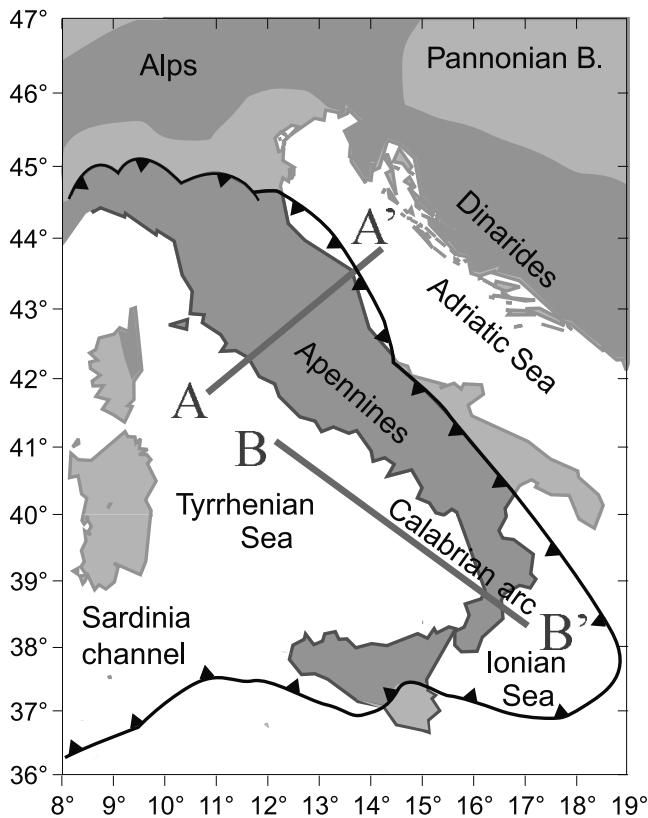 47°
Alps
Pannonian B.
46°
45°
Dinarides
44°
A’
43°
Adriatic Sea
Apennines
42°
A
41°
B
40°
Tyrrhenian
Sea
Calabrian arc
39°
38°
Sardinia
channel
B’
Ionian
Sea
37°
36°
8° 9° 10° 11° 12° 13° 14° 15° 16° 17° 18° 19°